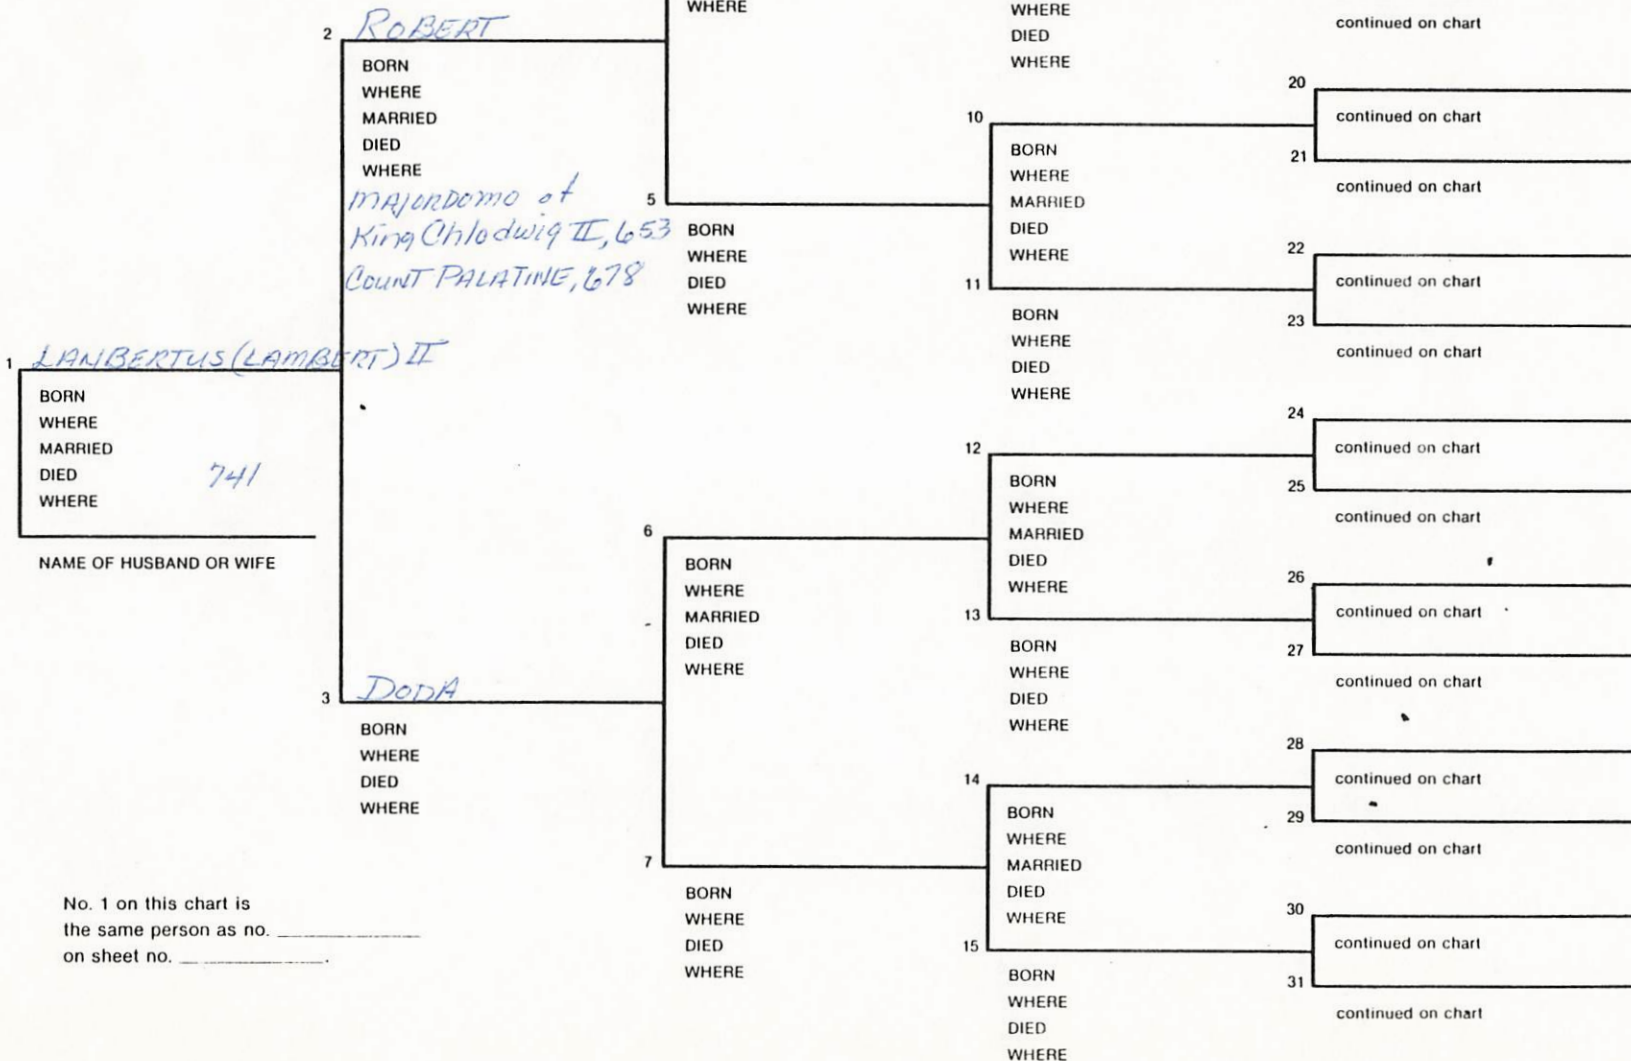 2 ROBERT
BORN
WHERE
MARRIED
DIED
WHERE
MAJORDOMO of
King Chlodwig II, 653
COUNT PALATINE, 678
1 LANBERTUS (LAMBERT) II
BORN
WHERE
MARRIED
DIED 741
WHERE
NAME OF HUSBAND OR WIFE
3 DODA
BORN
WHERE
DIED
WHERE
No. 1 on this chart is
the same person as no.
on sheet no. .
WHERE
5
BORN
WHERE
DIED
WHERE
6
BORN
WHERE
MARRIED
DIED
WHERE
7
BORN
WHERE
DIED
WHERE
WHERE
DIED
WHERE
10
BORN
WHERE
MARRIED
DIED
WHERE
11
BORN
WHERE
DIED
WHERE
12
BORN
WHERE
MARRIED
DIED
WHERE
13
BORN
WHERE
DIED
WHERE
14
BORN
WHERE
MARRIED
DIED
WHERE
15
BORN
WHERE
DIED
WHERE
continued on chart
20
continued on chart
21
continued on chart
22
continued on chart
23
continued on chart
24
continued on chart
25
continued on chart
26
continued on chart
27
continued on chart
28
continued on chart
29
continued on chart
30
continued on chart
31
continued on chart